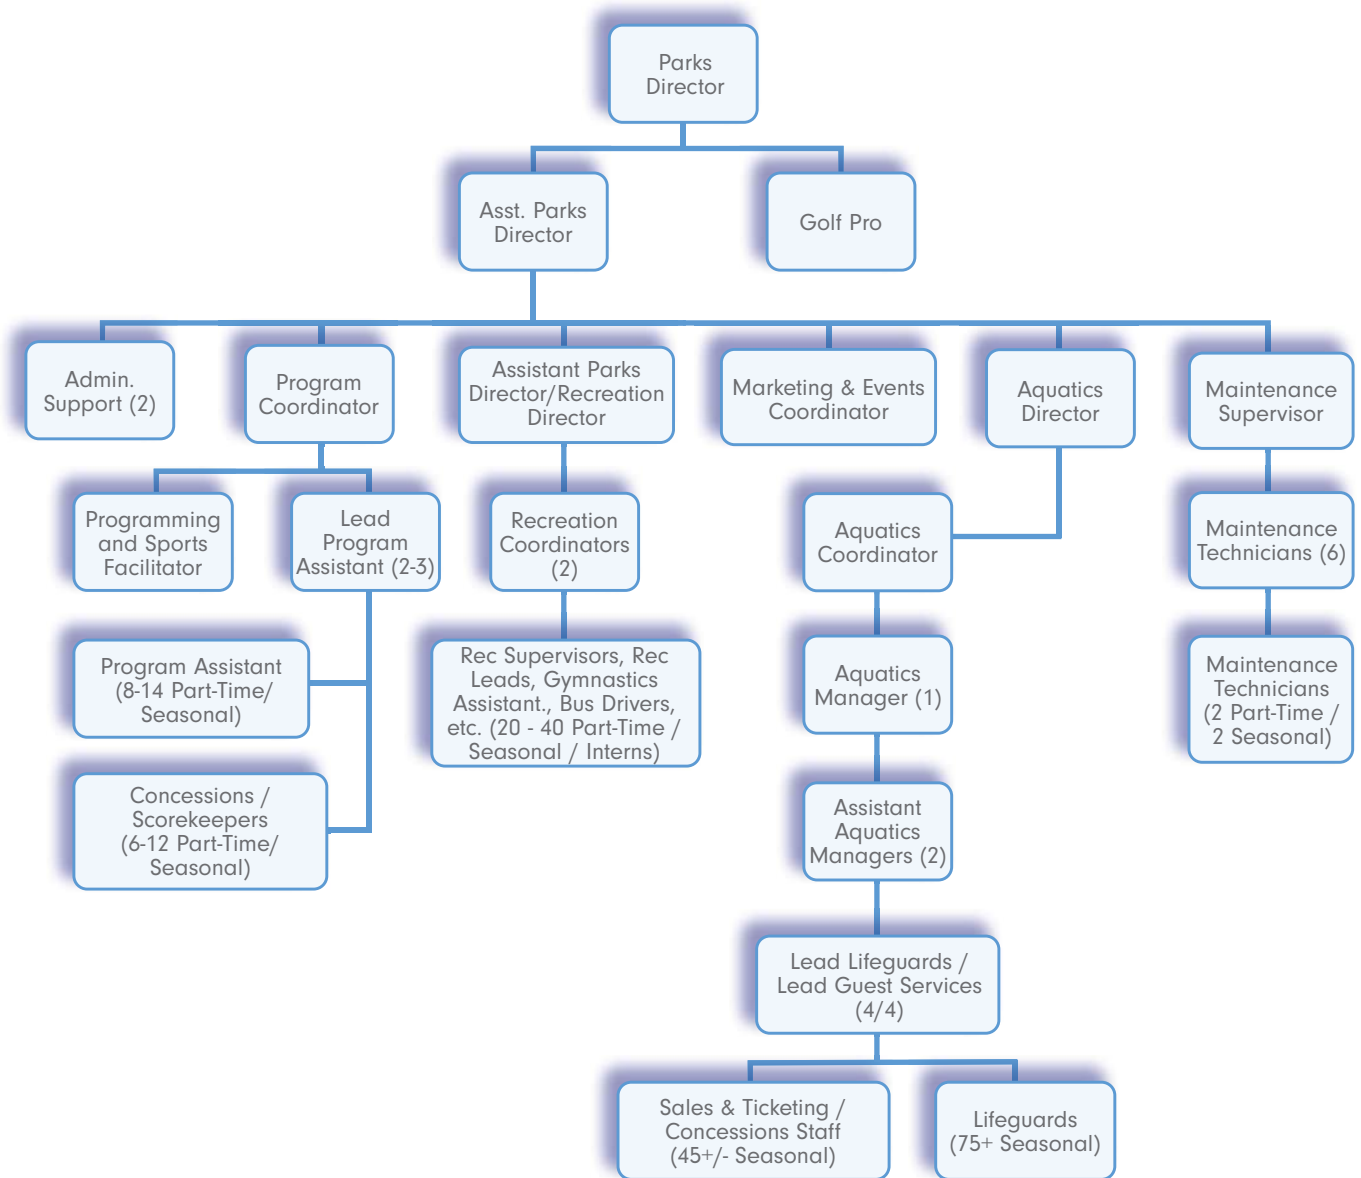 Parks
Director
Asst. Parks
Director
Golf Pro
Admin.
Support (2)
Program
Coordinator
Assistant Parks
Director/Recreation
Director
Marketing & Events
Coordinator
Aquatics
Director
Maintenance
Supervisor
Programming
and Sports
Facilitator
Lead
Program
Assistant (2-3)
Recreation
Coordinators
(2)
Aquatics
Coordinator
Maintenance
Technicians (6)
Program Assistant
(8-14 Part-Time/
Seasonal)
Rec Supervisors, Rec
Leads, Gymnastics
Assistant., Bus Drivers,
etc. (20 - 40 Part-Time /
Seasonal / Interns)
Aquatics
Manager (1)
Maintenance
Technicians
(2 Part-Time /
2 Seasonal)
Concessions /
Scorekeepers
(6-12 Part-Time/
Seasonal)
Assistant
Aquatics
Managers (2)
Lead Lifeguards /
Lead Guest Services
(4/4)
Sales & Ticketing /
Concessions Staff
(45+/- Seasonal)
Lifeguards
(75+ Seasonal)